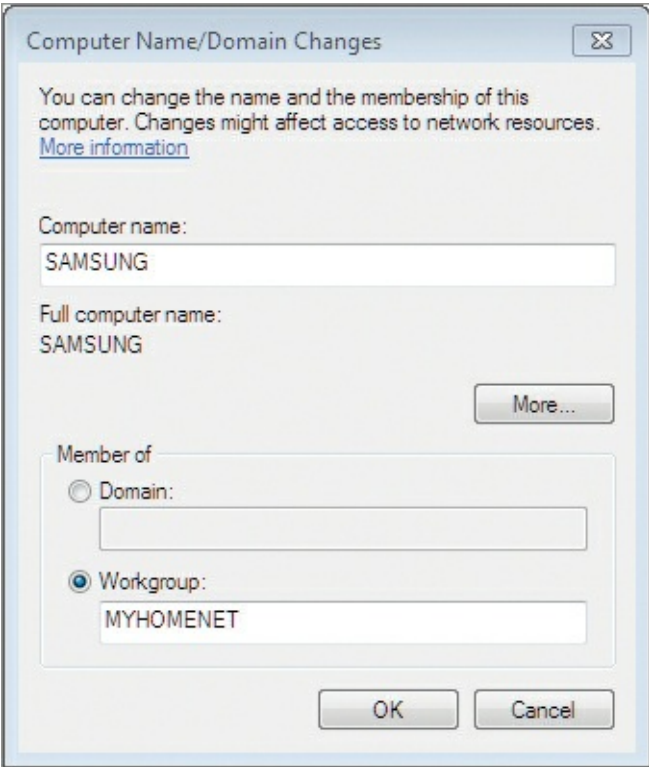 Computer Name/Domain Changes
You can change the name and the membership of this
computer. Changes might affect access to network resources.
More information
Computer name:
SAMSUNG
Full computer name:
SAMSUNG
More...
Member of
Domain:
Workgroup:
MYHOMENET
OK
Cancel